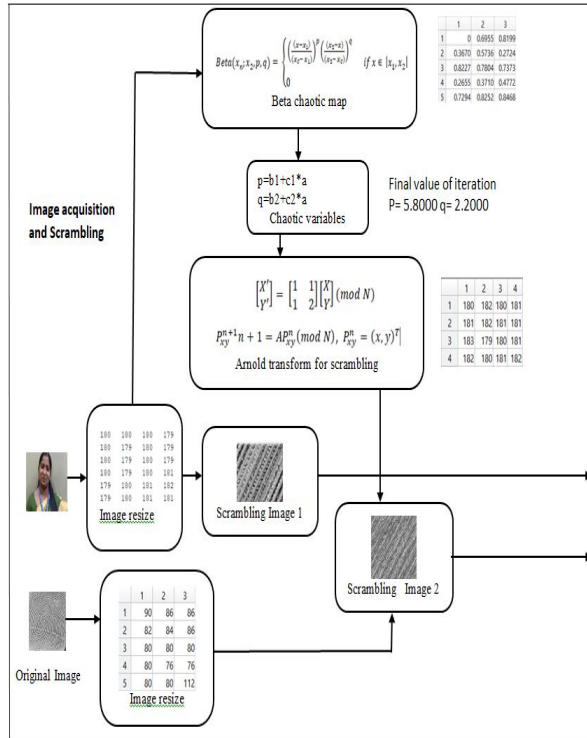 Beta(xₙ; x₂, p, q) = { ((x−x₁)/(x₂−x₁))^p ((x₂−x)/(x₂−x₁))^q if x ∈ |x₁, x₂|
0
Beta chaotic map
1 2 3
1 0 0.6955 0.8199
2 0.3670 0.5736 0.2724
3 0.8227 0.7804 0.7373
4 0.2655 0.3710 0.4772
5 0.7294 0.8252 0.8468
p=b1+c1*a
q=b2+c2*a
Chaotic variables
Final value of iteration
P= 5.8000 q= 2.2000
Image acquisition
and Scrambling
[X′ Y′] = [1 1 1 2] [X Y] (mod N)
P_xy^{n+1} n + 1 = AP_xy^n (mod N), P_xy^n = (x, y)^T|
Arnold transform for scrambling
1 2 3 4
1 180 182 180 181
2 181 182 181 181
3 183 179 180 181
4 182 180 181 182
180 180 180 179
180 179 180 180
180 179 180 180
180 179 180 181
179 180 181 182
179 180 181 181
Image resize
Scrambling Image 1
Scrambling Image 2
1 2 3
1 90 86 86
2 82 84 86
3 80 80 80
4 80 76 76
5 80 80 112
Image resize
Original Image